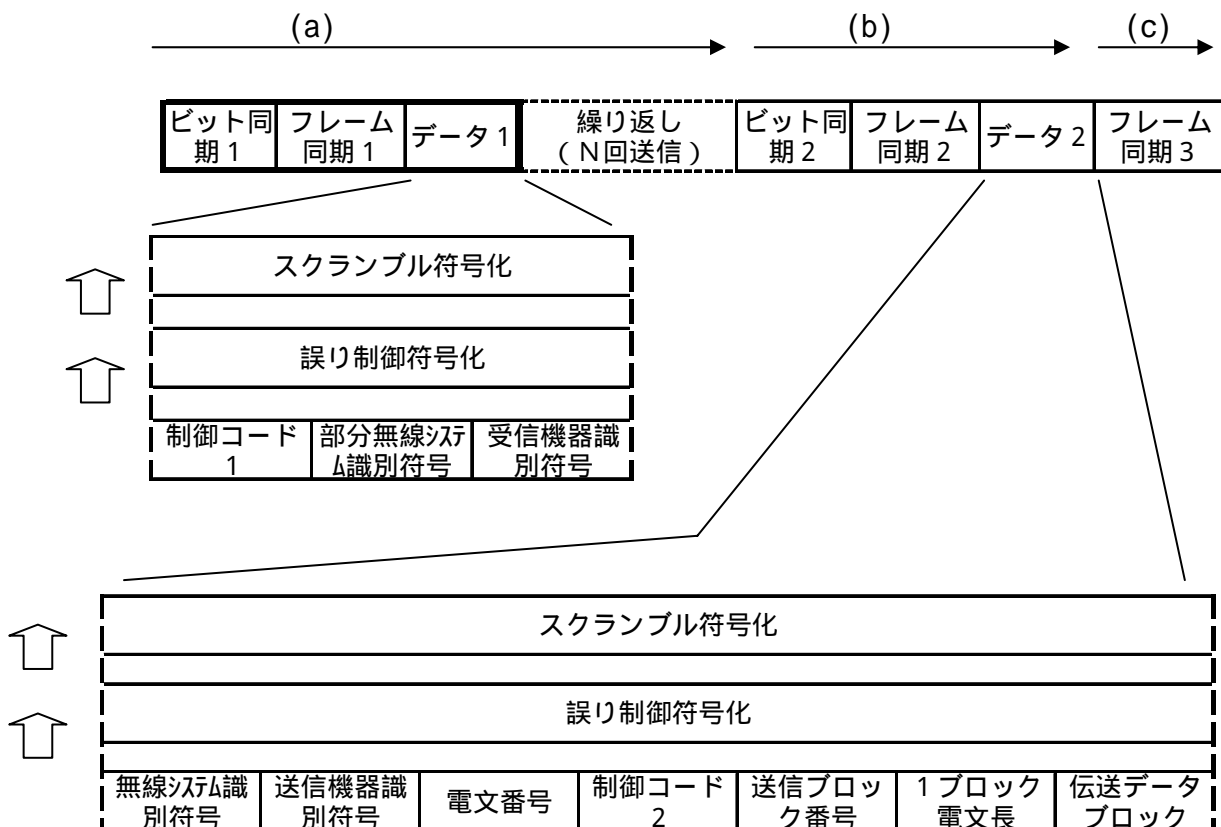 (a) (b) (c)
ビット同期1 フレーム同期1 データ1 繰り返し(N回送信) ビット同期2 フレーム同期2 データ2 フレーム同期3
スクランブル符号化
誤り制御符号化
制御コード1 部分無線ｼｽﾃﾑ識別符号 受信機器識別符号
スクランブル符号化
誤り制御符号化
無線ｼｽﾃﾑ識別符号 送信機器識別符号 電文番号 制御コード2 送信ブロック番号 1ブロック電文長 伝送データブロック